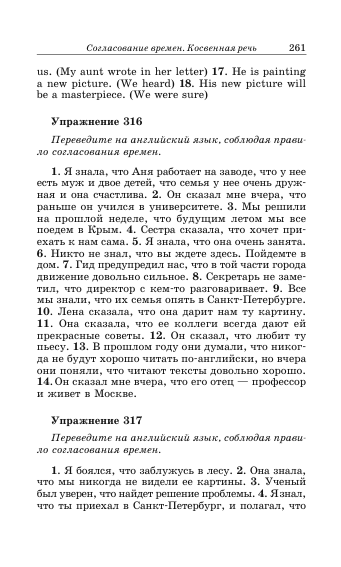 Согласование времен. Косвенная речь 261
us. (My aunt wrote in her letter) 17. He is painting
a new picture. (We heard) 18. His new picture will
be a masterpiece. (We were sure)
Упражнение 316
Переведите на английский язык, соблюдая прави-
ло согласования времен.
1. Я знала, что Аня работает на заводе, что у нее
есть муж и двое детей, что семья у нее очень друж-
ная и она счастлива. 2. Он сказал мне вчера, что
раньше он учился в университете. 3. Мы решили
на прошлой неделе, что будущим летом мы все
поедем в Крым. 4. Сестра сказала, что хочет при-
ехать к нам сама. 5. Я знала, что она очень занята.
6. Никто не знал, что вы ждете здесь. Пойдемте в
дом. 7. Гид предупредил нас, что в той части города
движение довольно сильное. 8. Секретарь не заме-
тил, что директор с кем-то разговаривает. 9. Все
мы знали, что их семья опять в Санкт-Петербурге.
10. Лена сказала, что она дарит нам ту картину.
11. Она сказала, что ее коллеги всегда дают ей
прекрасные советы. 12. Он сказал, что любит ту
пьесу. 13. В прошлом году они думали, что никог-
да не будут хорошо читать по-английски, но вчера
они поняли, что читают тексты довольно хорошо.
14. Он сказал мне вчера, что его отец — профессор
и живет в Москве.
Упражнение 317
Переведите на английский язык, соблюдая прави-
ло согласования времен.
1. Я боялся, что заблужусь в лесу. 2. Она знала,
что мы никогда не видели ее картины. 3. Ученый
был уверен, что найдет решение проблемы. 4. Я знал,
что ты приехал в Санкт-Петербург, и полагал, что